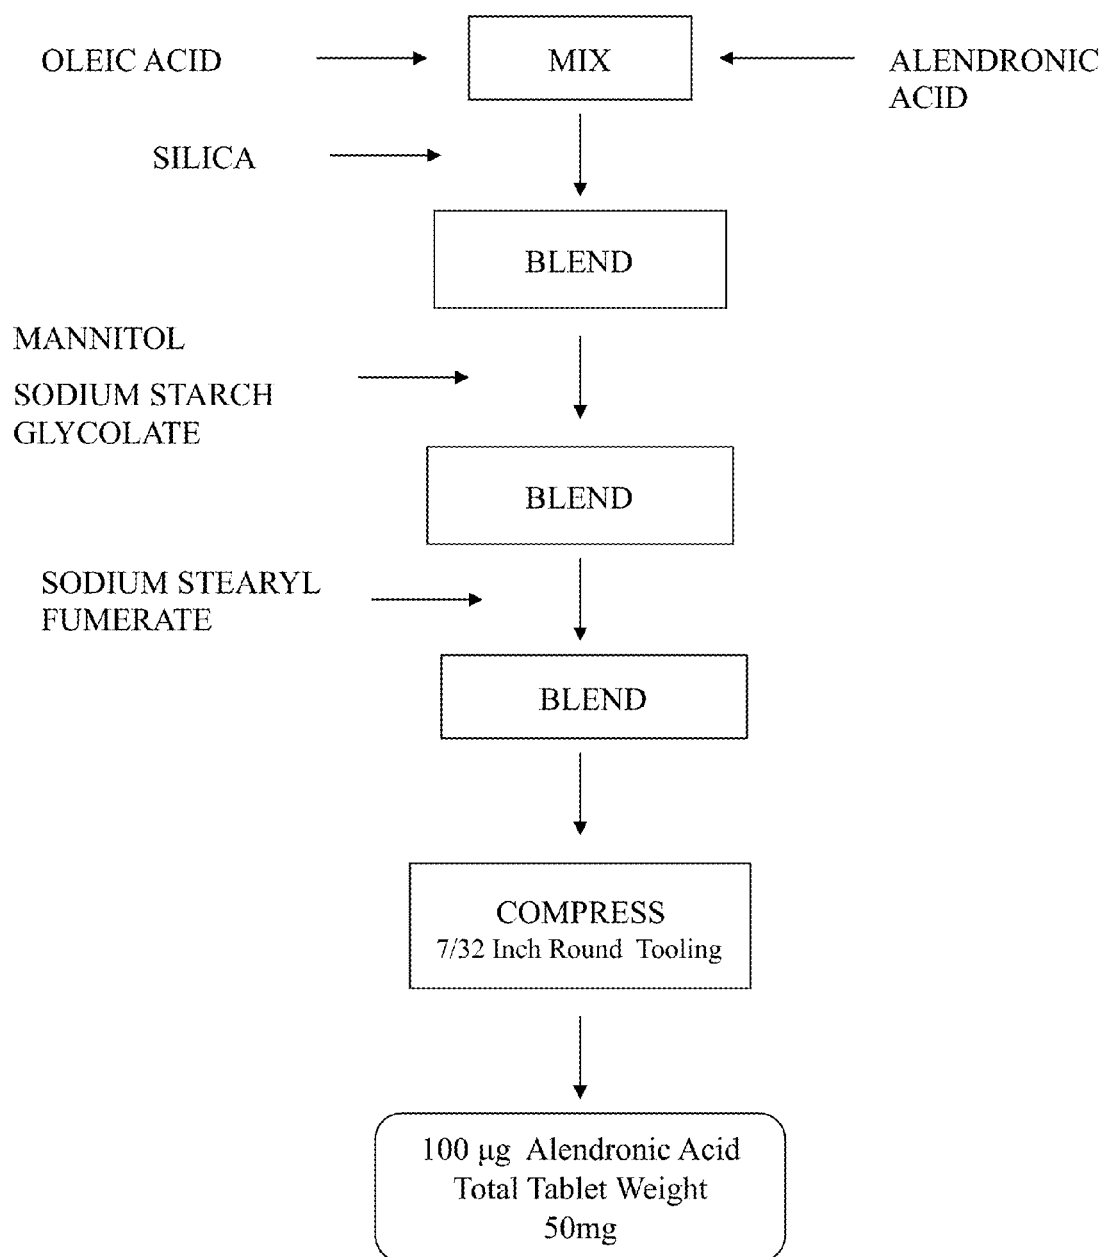 OLEIC ACID
MIX
ALENDRONIC
ACID
SILICA
BLEND
MANNITOL
SODIUM STARCH
GLYCOLATE
BLEND
SODIUM STEARYL
FUMERATE
BLEND
COMPRESS
7/32 Inch Round Tooling
100 μg Alendronic Acid
Total Tablet Weight
50mg